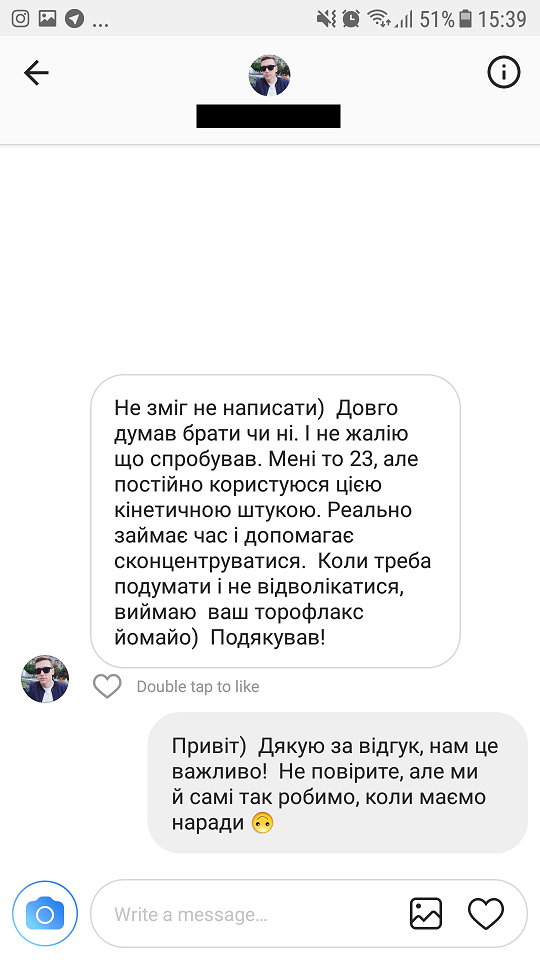 ... 51% 15:39
Не зміг не написати) Довго
думав брати чи ні. І не жалію
що спробував. Мені то 23, але
постійно користуюся цією
кінетичною штукою. Реально
займає час і допомагає
сконцентруватися. Коли треба
подумати і не відволікатися,
виймаю ваш торофлакс
йомайо) Подякував!
Double tap to like
Привіт) Дякую за відгук, нам це
важливо! Не повірите, але ми
й самі так робимо, коли маємо
наради 🙃
Write a message...